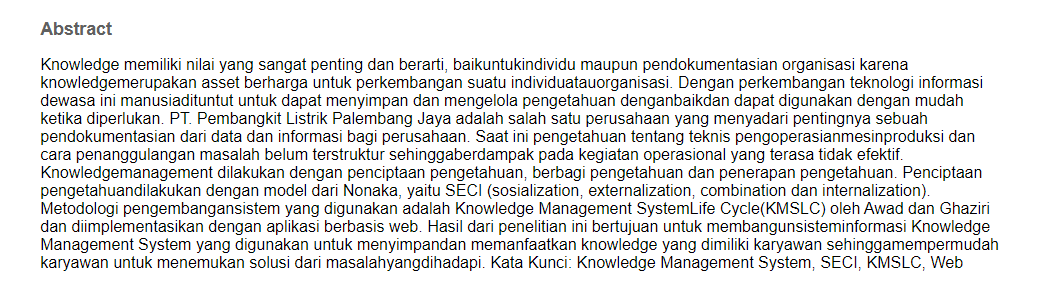 Abstract
Knowledge memiliki nilai yang sangat penting dan berarti, baikuntukindividu maupun pendokumentasian organisasi karena
knowledgemerupakan asset berharga untuk perkembangan suatu individuatauorganisasi. Dengan perkembangan teknologi informasi
dewasa ini manusiadituntut untuk dapat menyimpan dan mengelola pengetahuan denganbaikdan dapat digunakan dengan mudah
ketika diperlukan. PT. Pembangkit Listrik Palembang Jaya adalah salah satu perusahaan yang menyadari pentingnya sebuah
pendokumentasian dari data dan informasi bagi perusahaan. Saat ini pengetahuan tentang teknis pengoperasianmesinproduksi dan
cara penanggulangan masalah belum terstruktur sehinggaberdampak pada kegiatan operasional yang terasa tidak efektif.
Knowledgemanagement dilakukan dengan penciptaan pengetahuan, berbagi pengetahuan dan penerapan pengetahuan. Penciptaan
pengetahuandilakukan dengan model dari Nonaka, yaitu SECI (sosialization, externalization, combination dan internalization).
Metodologi pengembangansistem yang digunakan adalah Knowledge Management SystemLife Cycle(KMSLC) oleh Awad dan Ghaziri
dan diimplementasikan dengan aplikasi berbasis web. Hasil dari penelitian ini bertujuan untuk membangunsisteminformasi Knowledge
Management System yang digunakan untuk menyimpandan memanfaatkan knowledge yang dimiliki karyawan sehinggamempermudah
karyawan untuk menemukan solusi dari masalahyangdihadapi. Kata Kunci: Knowledge Management System, SECI, KMSLC, Web